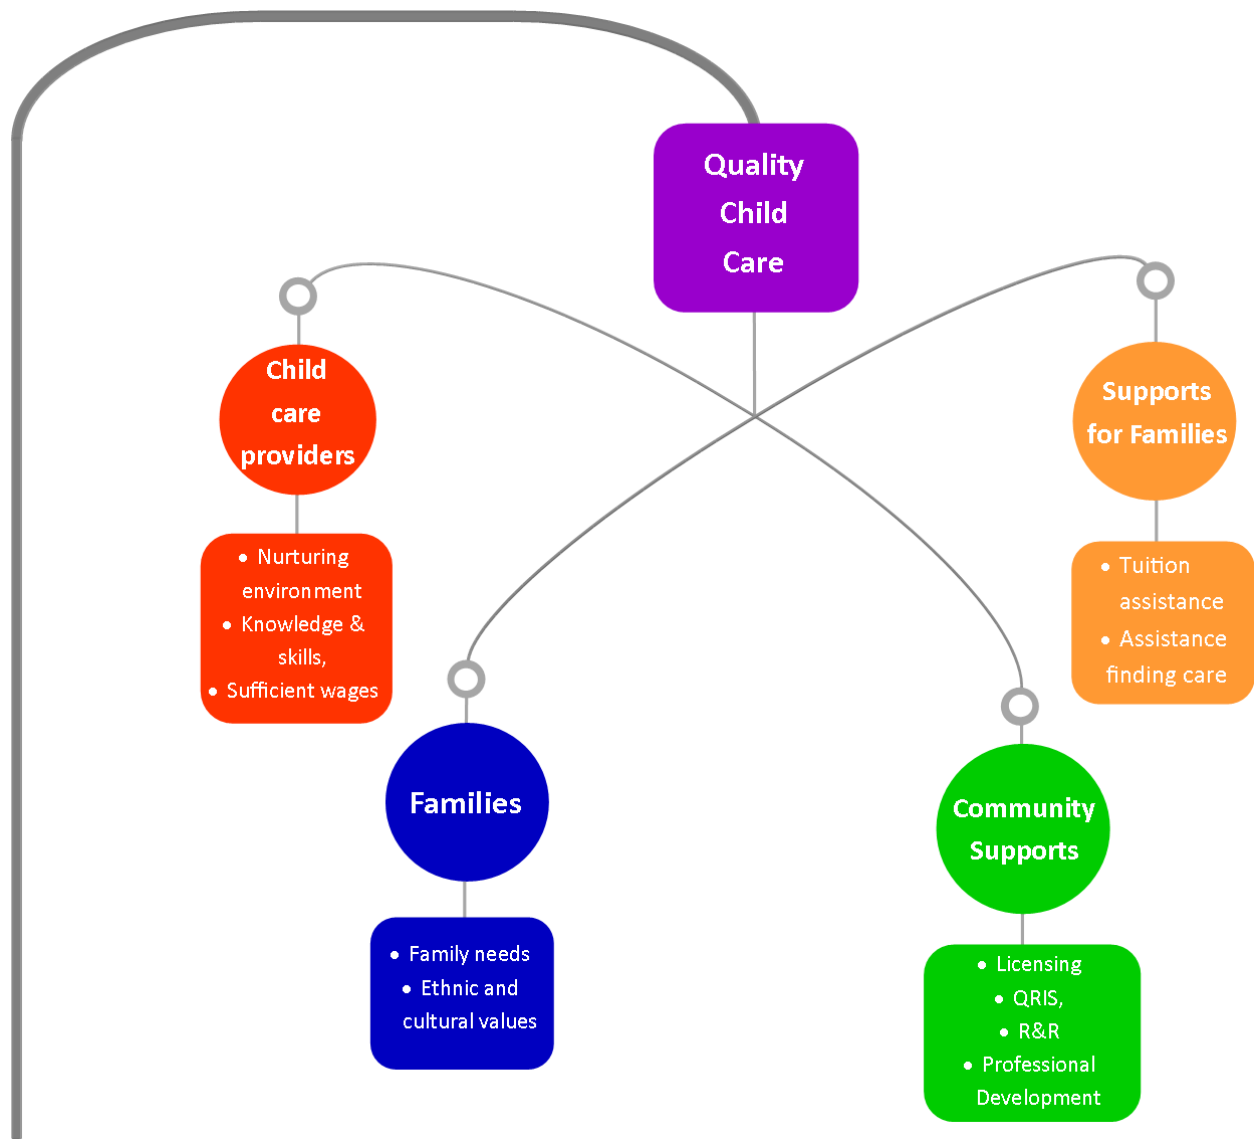 Quality
Child
Care
Child
care
providers
• Nurturing
environment
• Knowledge &
skills,
• Sufficient wages
Supports
for Families
• Tuition
assistance
• Assistance
finding care
Families
• Family needs
• Ethnic and
cultural values
Community
Supports
• Licensing
• QRIS,
• R&R
• Professional
Development